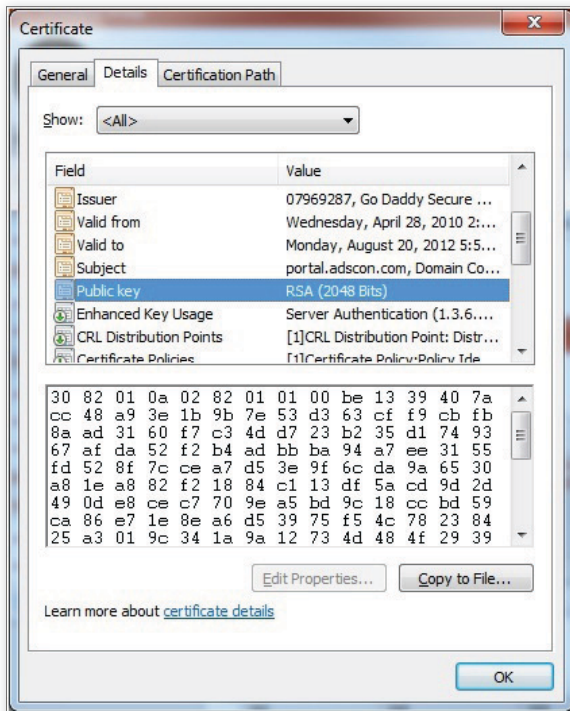 Certificate
General Details Certification Path
Show: <All>
Field Value
Issuer 07969287, Go Daddy Secure ...
Valid from Wednesday, April 28, 2010 2:...
Valid to Monday, August 20, 2012 5:5...
Subject portal.adscon.com, Domain Co...
Public key RSA (2048 Bits)
Enhanced Key Usage Server Authentication (1.3.6....
CRL Distribution Points [1]CRL Distribution Point: Distr...
Certificate Policies [1]Certificate Policy:Policy Ide
30 82 01 0a 02 82 01 01 00 be 13 39 40 7a
cc 48 a9 3e 1b 9b 7e 53 d3 63 cf f9 cb fb
8a ad 31 60 f7 c3 4d d7 23 b2 35 d1 74 93
67 af da 52 f2 b4 ad bb ba 94 a7 ee 31 55
fd 52 8f 7c ce a7 d5 3e 9f 6c da 9a 65 30
a8 1e a8 82 f2 18 84 c1 13 df 5a cd 9d 2d
49 0d e8 ce c7 70 9e a5 bd 9c 18 cc bd 59
ca 86 e7 1e 8e a6 d5 39 75 f5 4c 78 23 84
25 a3 01 9c 34 1a 9a 12 73 4d 48 4f 29 39
Edit Properties... Copy to File...
Learn more about certificate details
OK